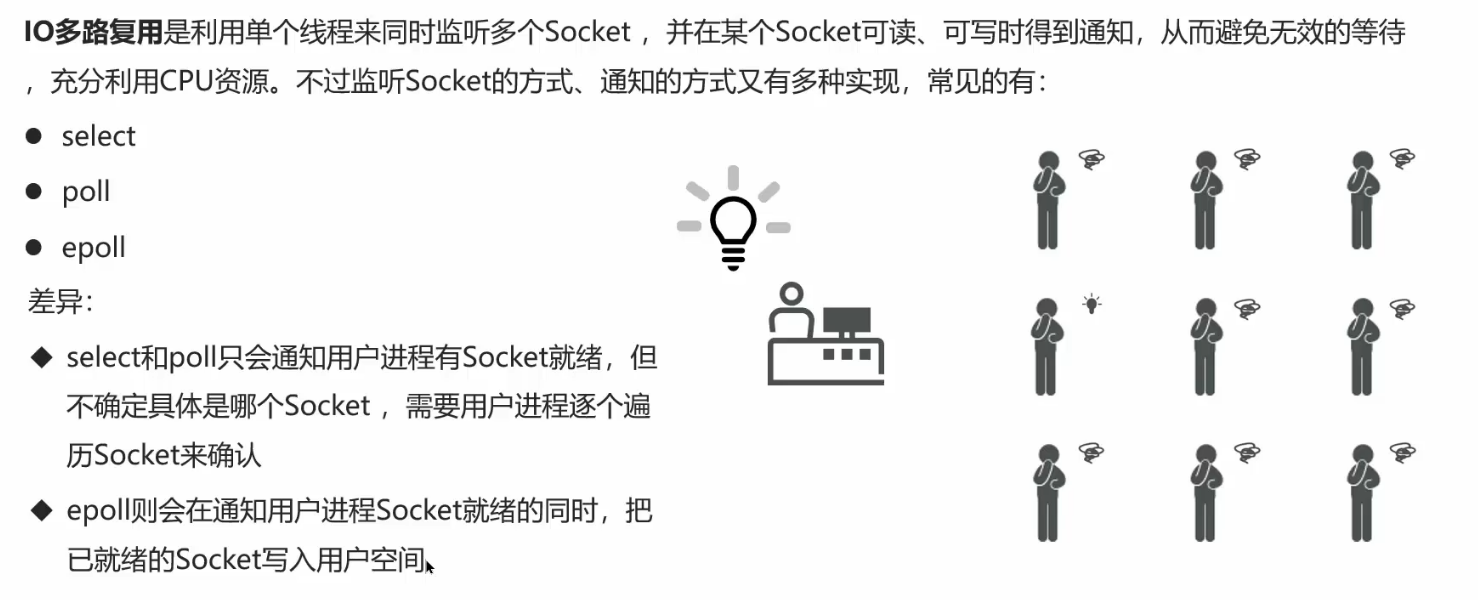 IO多路复用是利用单个线程来同时监听多个Socket ，并在某个Socket可读、可写时得到通知，从而避免无效的等待
，充分利用CPU资源。不过监听Socket的方式、通知的方式又有多种实现，常见的有：
● select
● poll
● epoll
差异：
◆ select和poll只会通知用户进程有Socket就绪，但
不确定具体是哪个Socket ，需要用户进程逐个遍
历Socket来确认
◆ epoll则会在通知用户进程Socket就绪的同时，把
已就绪的Socket写入用户空间